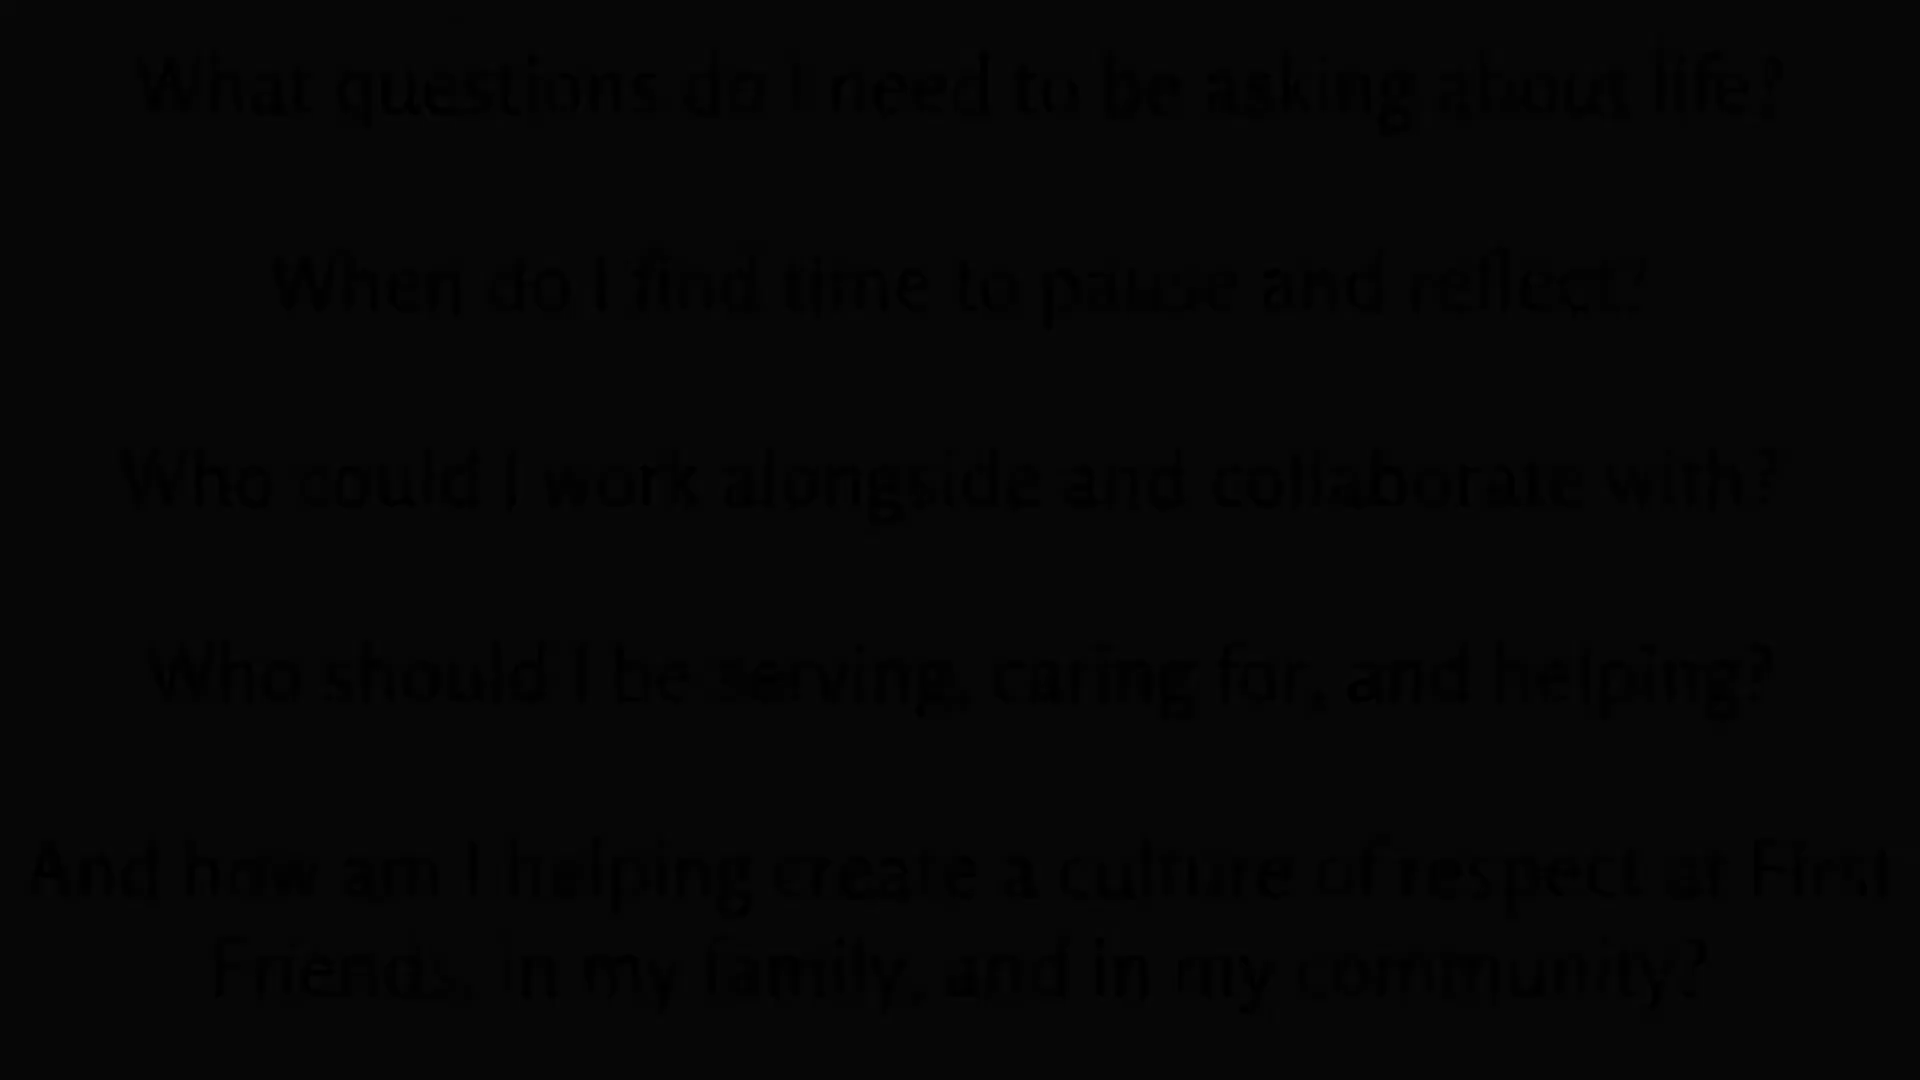 What questions do I need to be asking about life?
When do I find time to pause and reflect?
Who could I work alongside and collaborate with?
Who should I be serving, caring for, and helping?
And how am I helping create a culture of respect at First
Friends, in my family, and in my community?